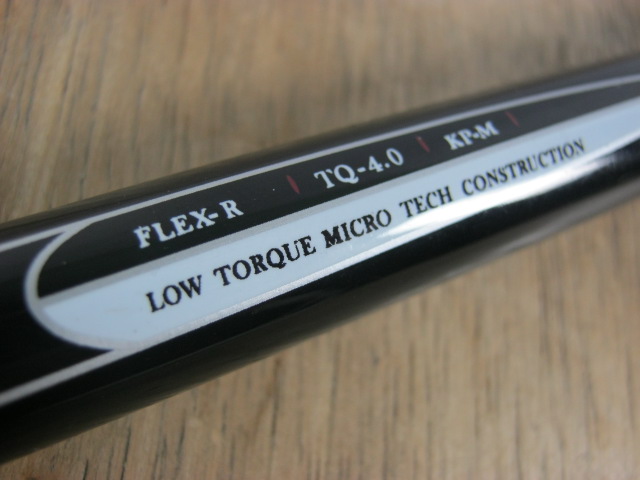 FLEX-R TQ-4.0 KP-M
LOW TORQUE MICRO TECH CONSTRUCTION